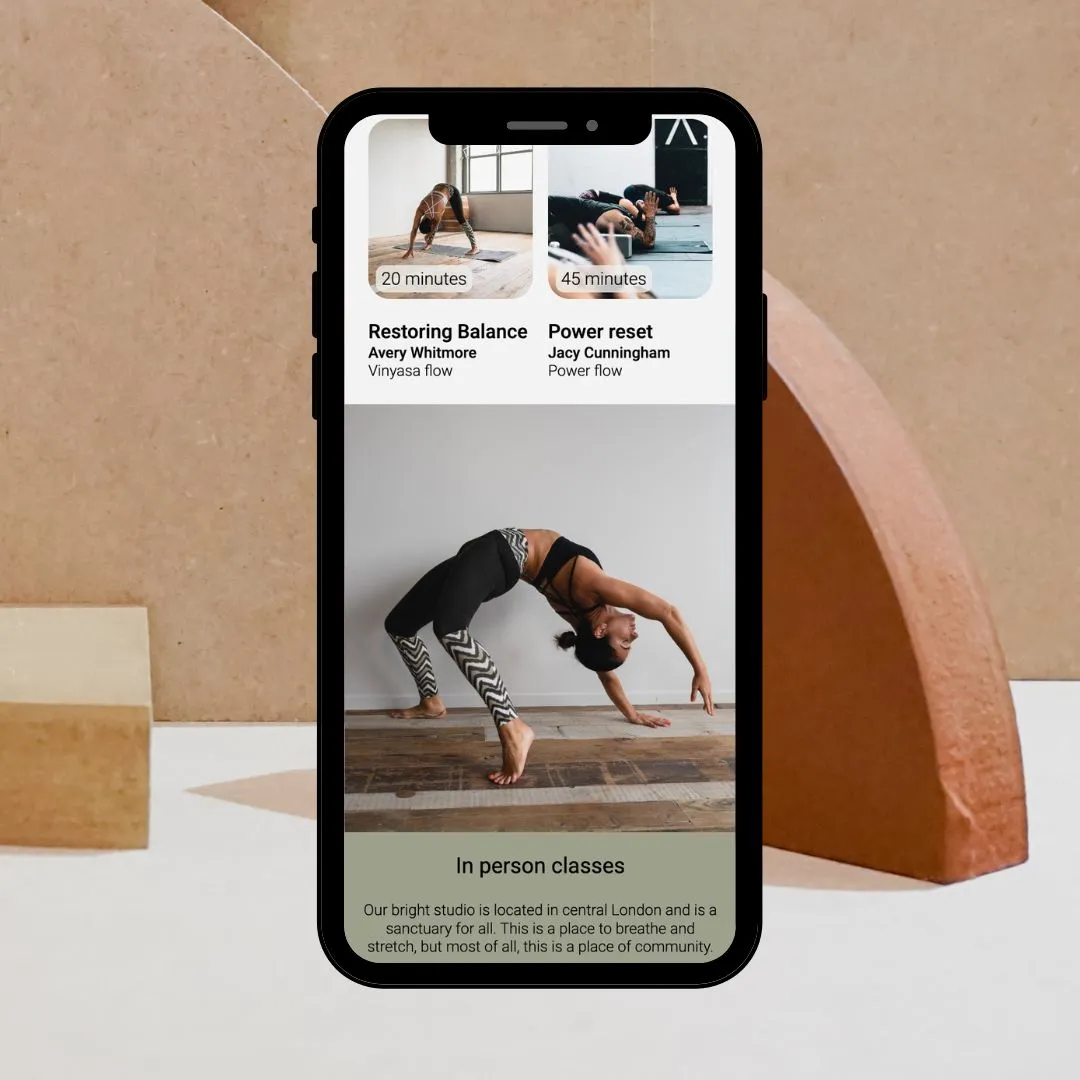 20 minutes
45 minutes
Restoring Balance
Avery Whitmore
Vinyasa flow
Power reset
Jacy Cunningham
Power flow
In person classes
Our bright studio is located in central London and is a
sanctuary for all. This is a place to breathe and
stretch, but most of all, this is a place of community.